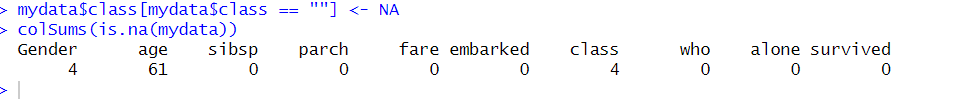 > mydata$class[mydata$class == ""] <- NA
> colSums(is.na(mydata))
  Gender      age    sibsp    parch     fare embarked    class      who    alone survived
       4       61        0        0        0        0        4        0        0        0
>